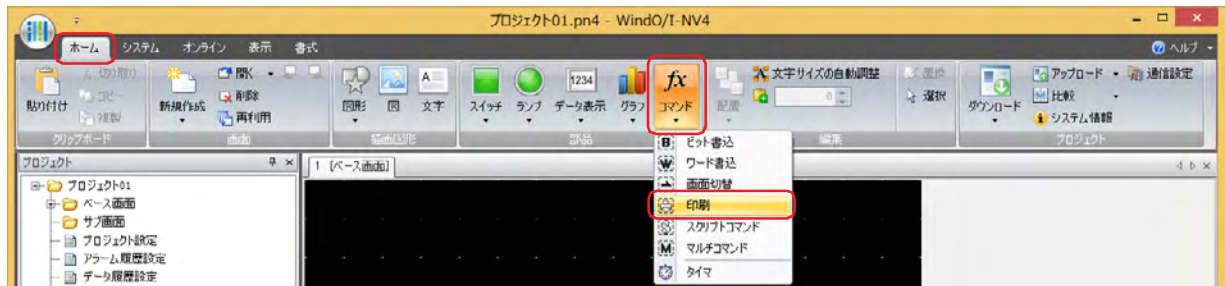 プロジェクト01.pn4 - WindO/I-NV4
ホーム システム オンライン 表示 書式 ヘルプ
貼り付け 切り取り コピー 複製
新規作成 開く 削除 再利用
図形 図 文字
スイッチ ランプ 1234 データ表示 グラフ fx コマンド
配置 文字サイズの自動調整 0 置換 選択
ダウンロード アップロード 比較 システム情報 通信設定
クリップボード 画面 描画図形 部品 編集 プロジェクト
プロジェクト
1 [ベース画面]
プロジェクト01
ベース画面
サブ画面
プロジェクト設定
アラーム履歴設定
データ履歴設定
B ビット書込
W ワード書込
画面切替
印刷
S スクリプトコマンド
M マルチコマンド
タイマ